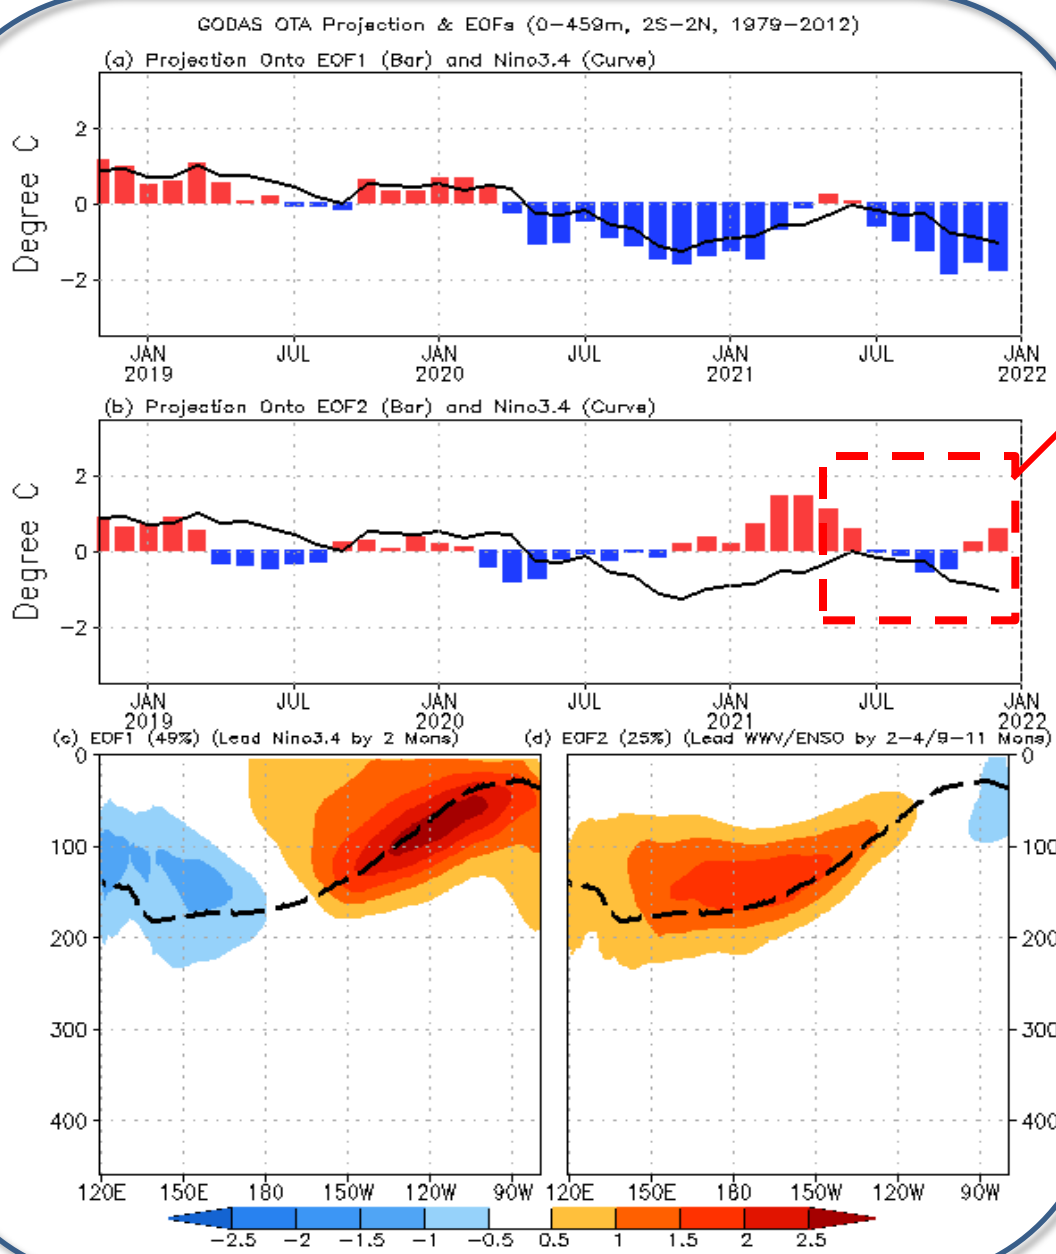 GODAS OTA Projection & EOFs (0-459m, 2S-2N, 1979-2012)
(a) Projection Onto EOF1 (Bar) and Nino3.4 (Curve)
Degree C
2
0
-2
JAN JUL JAN JUL JAN JUL JAN
2019 2020 2021 2022
(b) Projection Onto EOF2 (Bar) and Nino3.4 (Curve)
Degree C
2
0
-2
JAN JUL JAN JUL JAN JUL JAN
2019 2020 2021 2022
(c) EOF1 (49%) (Lead Nino3.4 by 2 Mons)
0
100
200
300
400
120E 150E 180 150W 120W 90W
(d) EOF2 (25%) (Lead WWV/ENSO by 2-4/9-11 Mons)
0
100
200
300
400
120E 150E 180 150W 120W 90W
-2.5 -2 -1.5 -1 -0.5 0.5 1 1.5 2 2.5